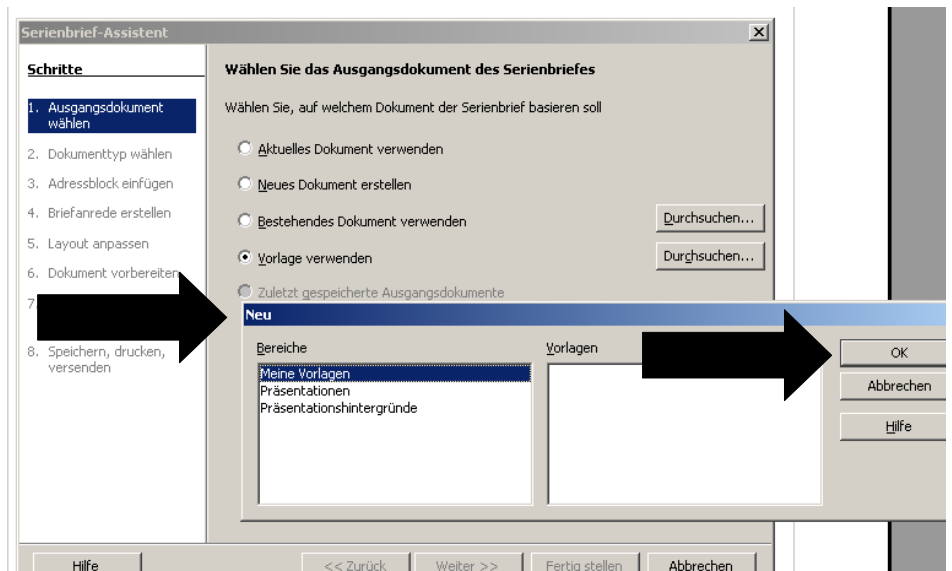 Serienbrief-Assistent
Schritte
1. Ausgangsdokument
wählen
2. Dokumenttyp wählen
3. Adressblock einfügen
4. Briefanrede erstellen
5. Layout anpassen
6. Dokument vorbereiten
7.
8. Speichern, drucken,
versenden
Wählen Sie das Ausgangsdokument des Serienbriefes
Wählen Sie, auf welchem Dokument der Serienbrief basieren soll
Aktuelles Dokument verwenden
Neues Dokument erstellen
Bestehendes Dokument verwenden
Durchsuchen...
Vorlage verwenden
Durchsuchen...
Zuletzt gespeicherte Ausgangsdokumente
Neu
Bereiche
Meine Vorlagen
Präsentationen
Präsentationshintergründe
Vorlagen
OK
Abbrechen
Hilfe
Hilfe
<< Zurück
Weiter >>
Fertig stellen
Abbrechen